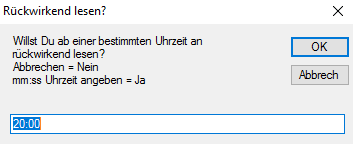 Rückwirkend lesen?
Willst Du ab einer bestimmten Uhrzeit an
rückwirkend lesen?
Abbrechen = Nein
mm:ss Uhrzeit angeben = Ja
OK
Abbrech
20:00